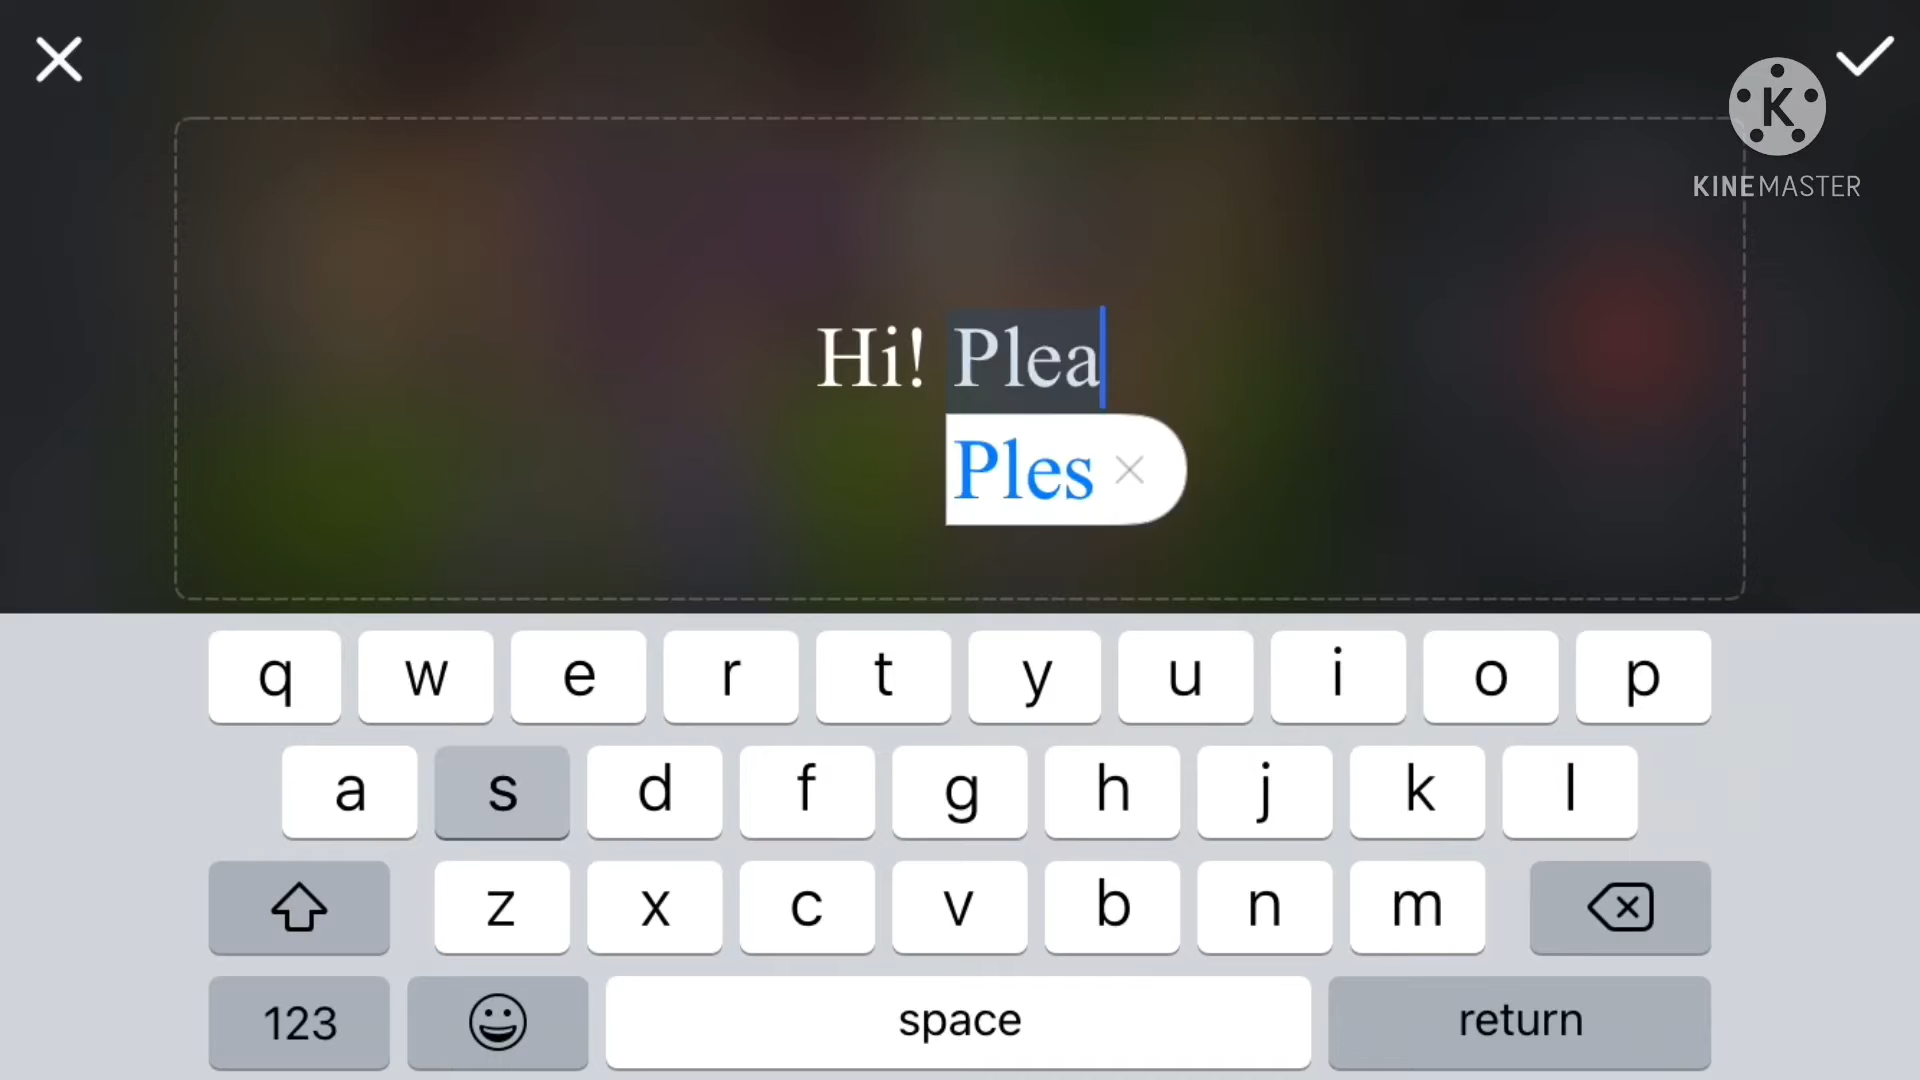 K
KINEMASTER
Hi! Plea
Ples
q w e r t y u i o p
a s d f g h j k l
z x c v b n m
123 space return